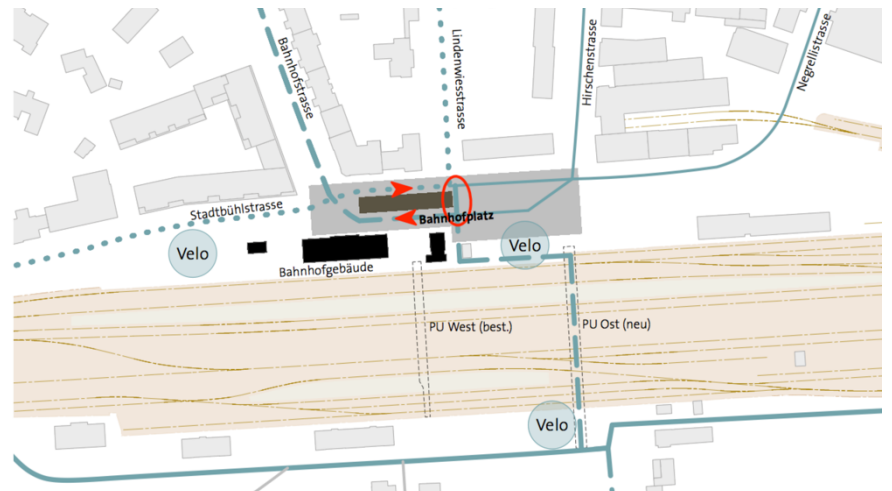 Bahnhofstrasse
Lindenwiesstrasse
Hirschenstrasse
Negrellistrasse
Stadtbühlstrasse
Bahnhofplatz
Velo
Velo
Bahnhofgebäude
PU West (best.)
PU Ost (neu)
Velo